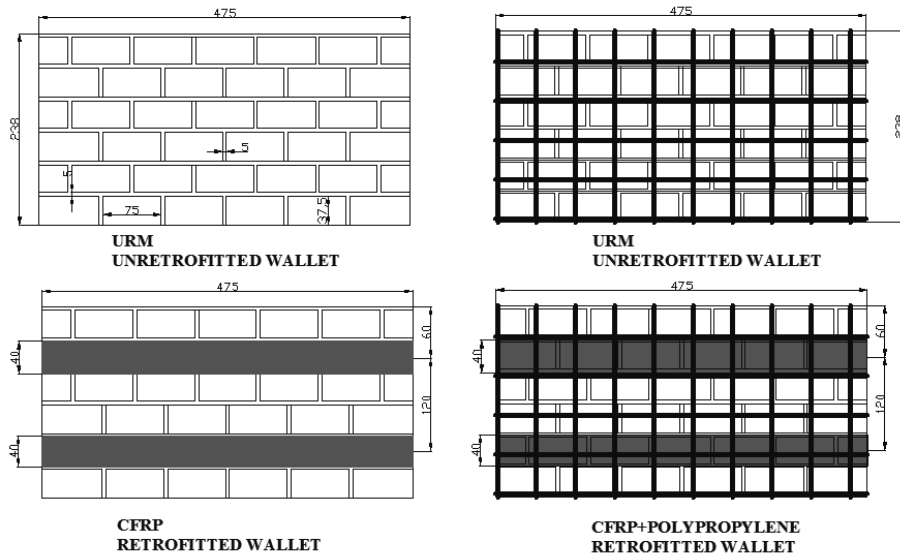 475
238
5
5
75
37,5
URM
UNRETROFITTED WALLET
475
238
URM
UNRETROFITTED WALLET
475
60
40
120
40
CFRP
RETROFITTED WALLET
475
60
40
120
40
CFRP+POLYPROPYLENE
RETROFITTED WALLET